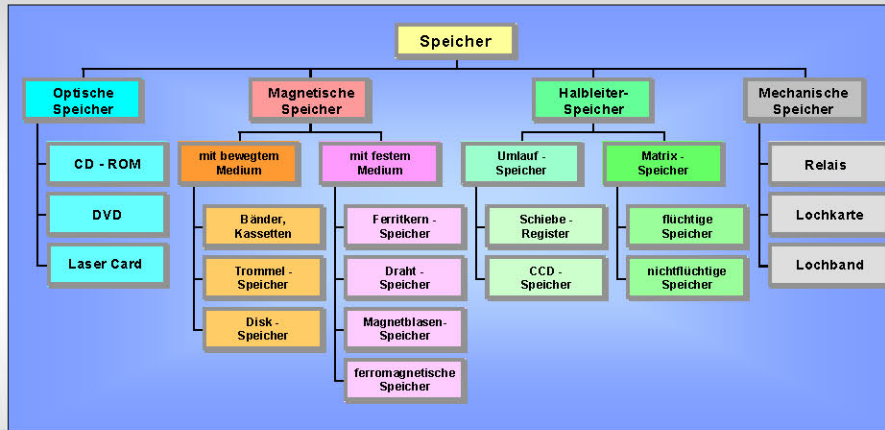 Speicher
Optische
Speicher
Magnetische
Speicher
Halbleiter-
Speicher
Mechanische
Speicher
CD - ROM
DVD
Laser Card
mit bewegtem
Medium
Bänder,
Kassetten
Trommel -
Speicher
Disk -
Speicher
mit festem
Medium
Ferritkern -
Speicher
Draht -
Speicher
Magnetblasen-
Speicher
ferromagnetische
Speicher
Umlauf -
Speicher
Schiebe -
Register
CCD -
Speicher
Matrix -
Speicher
flüchtige
Speicher
nichtflüchtige
Speicher
Relais
Lochkarte
Lochband